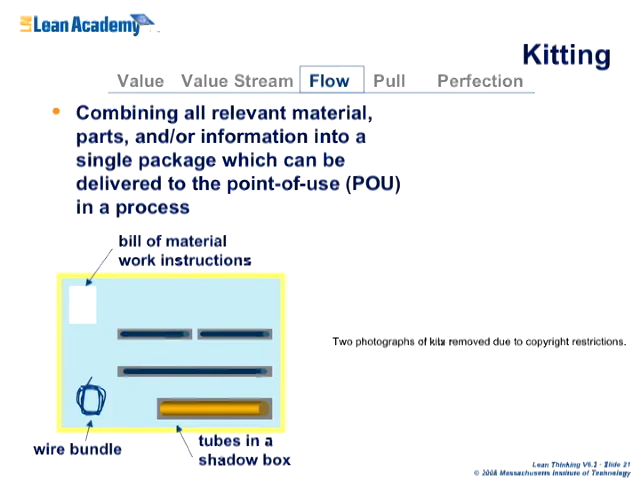 Lean Academy
Kitting
Value Value Stream Flow Pull Perfection
• Combining all relevant material,
parts, and/or information into a
single package which can be
delivered to the point-of-use (POU)
in a process
bill of material
work instructions
Two photographs of kits removed due to copyright restrictions.
wire bundle
tubes in a
shadow box
Lean Thinking V6.3 - Slide 21
© 2008 Massachusetts Institute of Technology